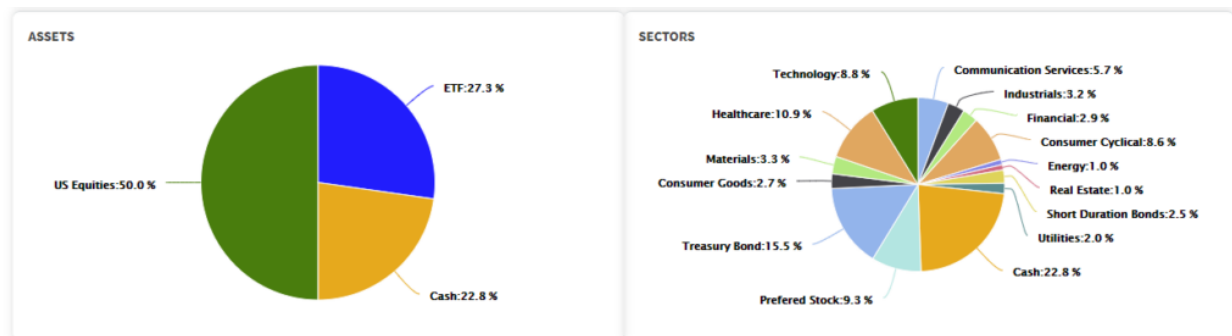 ASSETS
ETF:27.3 %
US Equities:50.0 %
Cash:22.8 %
SECTORS
Technology:8.8 %
Communication Services:5.7 %
Industrials:3.2 %
Healthcare:10.9 %
Financial:2.9 %
Consumer Cyclical:8.6 %
Materials:3.3 %
Energy:1.0 %
Consumer Goods:2.7 %
Real Estate:1.0 %
Short Duration Bonds:2.5 %
Utilities:2.0 %
Treasury Bond:15.5 %
Cash:22.8 %
Prefered Stock:9.3 %